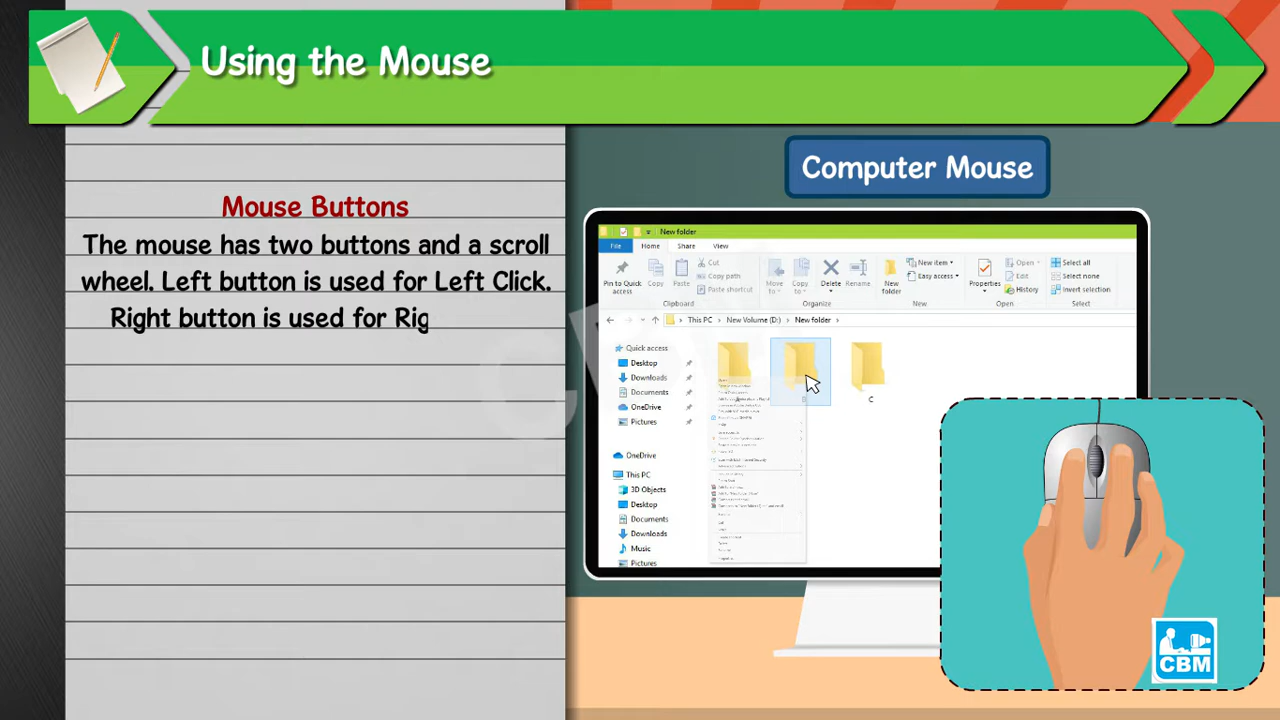 Using the Mouse
Mouse Buttons
The mouse has two buttons and a scroll
wheel. Left button is used for Left Click.
Right button is used for Rig
Computer Mouse
New folder
File Home Share View
Pin to Quick access
Copy
Paste
Cut
Copy path
Paste shortcut
Clipboard
Move to
Copy to
Delete
Rename
Organize
New folder
New item
Easy access
New
Properties
Open
Edit
History
Open
Select all
Select none
Invert selection
Select
This PC New Volume (D:) New folder
Quick access
Desktop
Downloads
Documents
OneDrive
Pictures
OneDrive
This PC
3D Objects
Desktop
Documents
Downloads
Music
Pictures
C
CBM